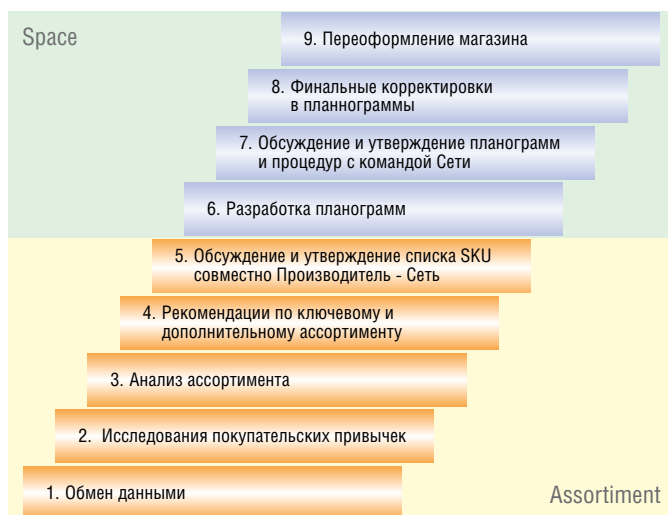 Space
9. Переоформление магазина
8. Финальные корректировки
в планнограммы
7. Обсуждение и утверждение планограмм
и процедур с командой Сети
6. Разработка планограмм
5. Обсуждение и утверждение списка SKU
совместно Производитель - Сеть
4. Рекомендации по ключевому и
дополнительному ассортименту
3. Анализ ассортимента
2. Исследования покупательских привычек
1. Обмен данными
Assortiment